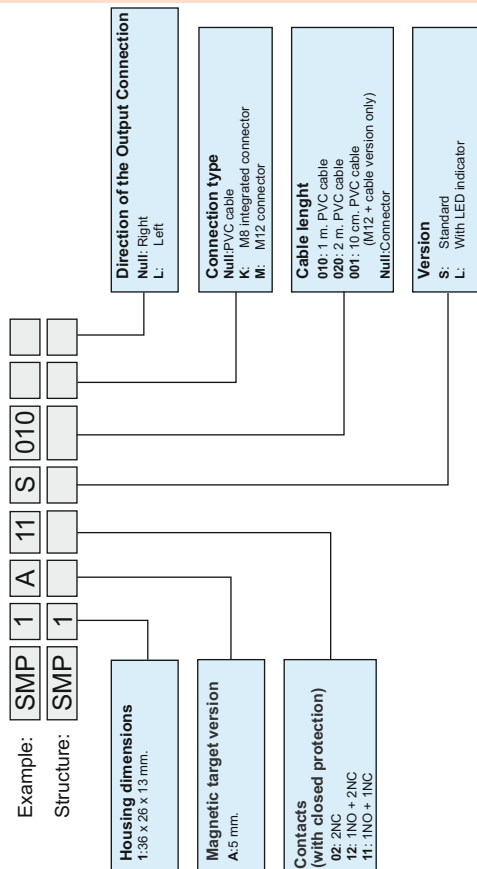 Example: SMP 1 A 11 S 010
Structure: SMP 1
Housing dimensions
1:36 x 26 x 13 mm.
Magnetic target version
A:5 mm.
Contacts
(with closed protection)
02: 2NC
12: 1NO + 2NC
11: 1NO + 1NC
Direction of the Output Connection
Null: Right
L: Left
Connection type
Null:PVC cable
K: M8 integrated connector
M: M12 connector
Cable lenght
010: 1 m. PVC cable
020: 2 m. PVC cable
001: 10 cm. PVC cable
(M12 + cable version only)
Null:Connector
Version
S: Standard
L: With LED indicator